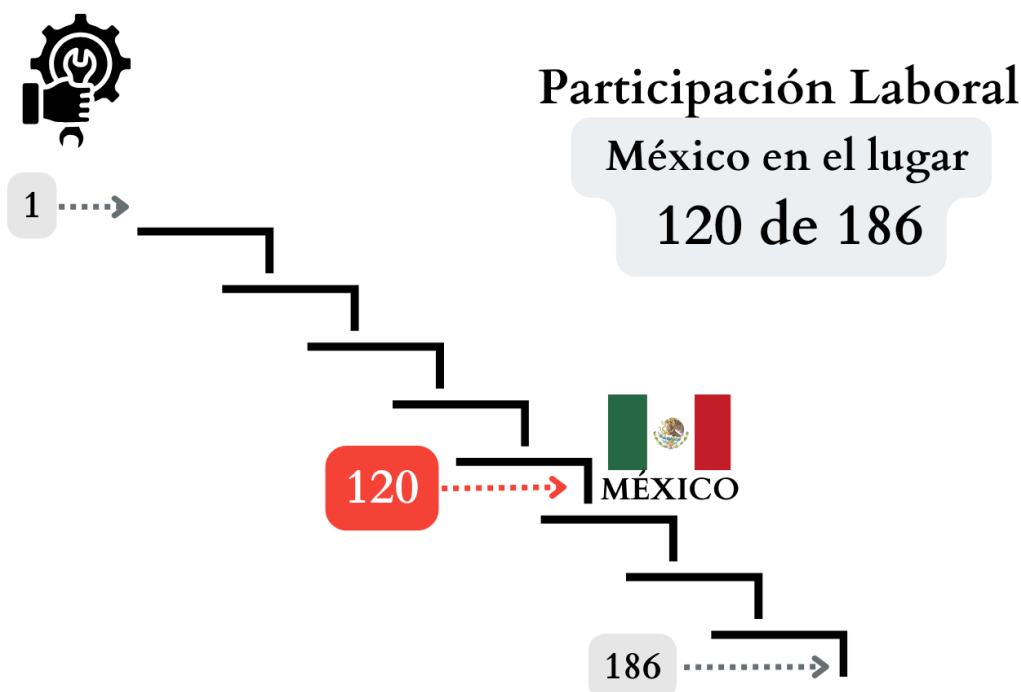 Participación Laboral
México en el lugar
120 de 186
1
120
MÉXICO
186